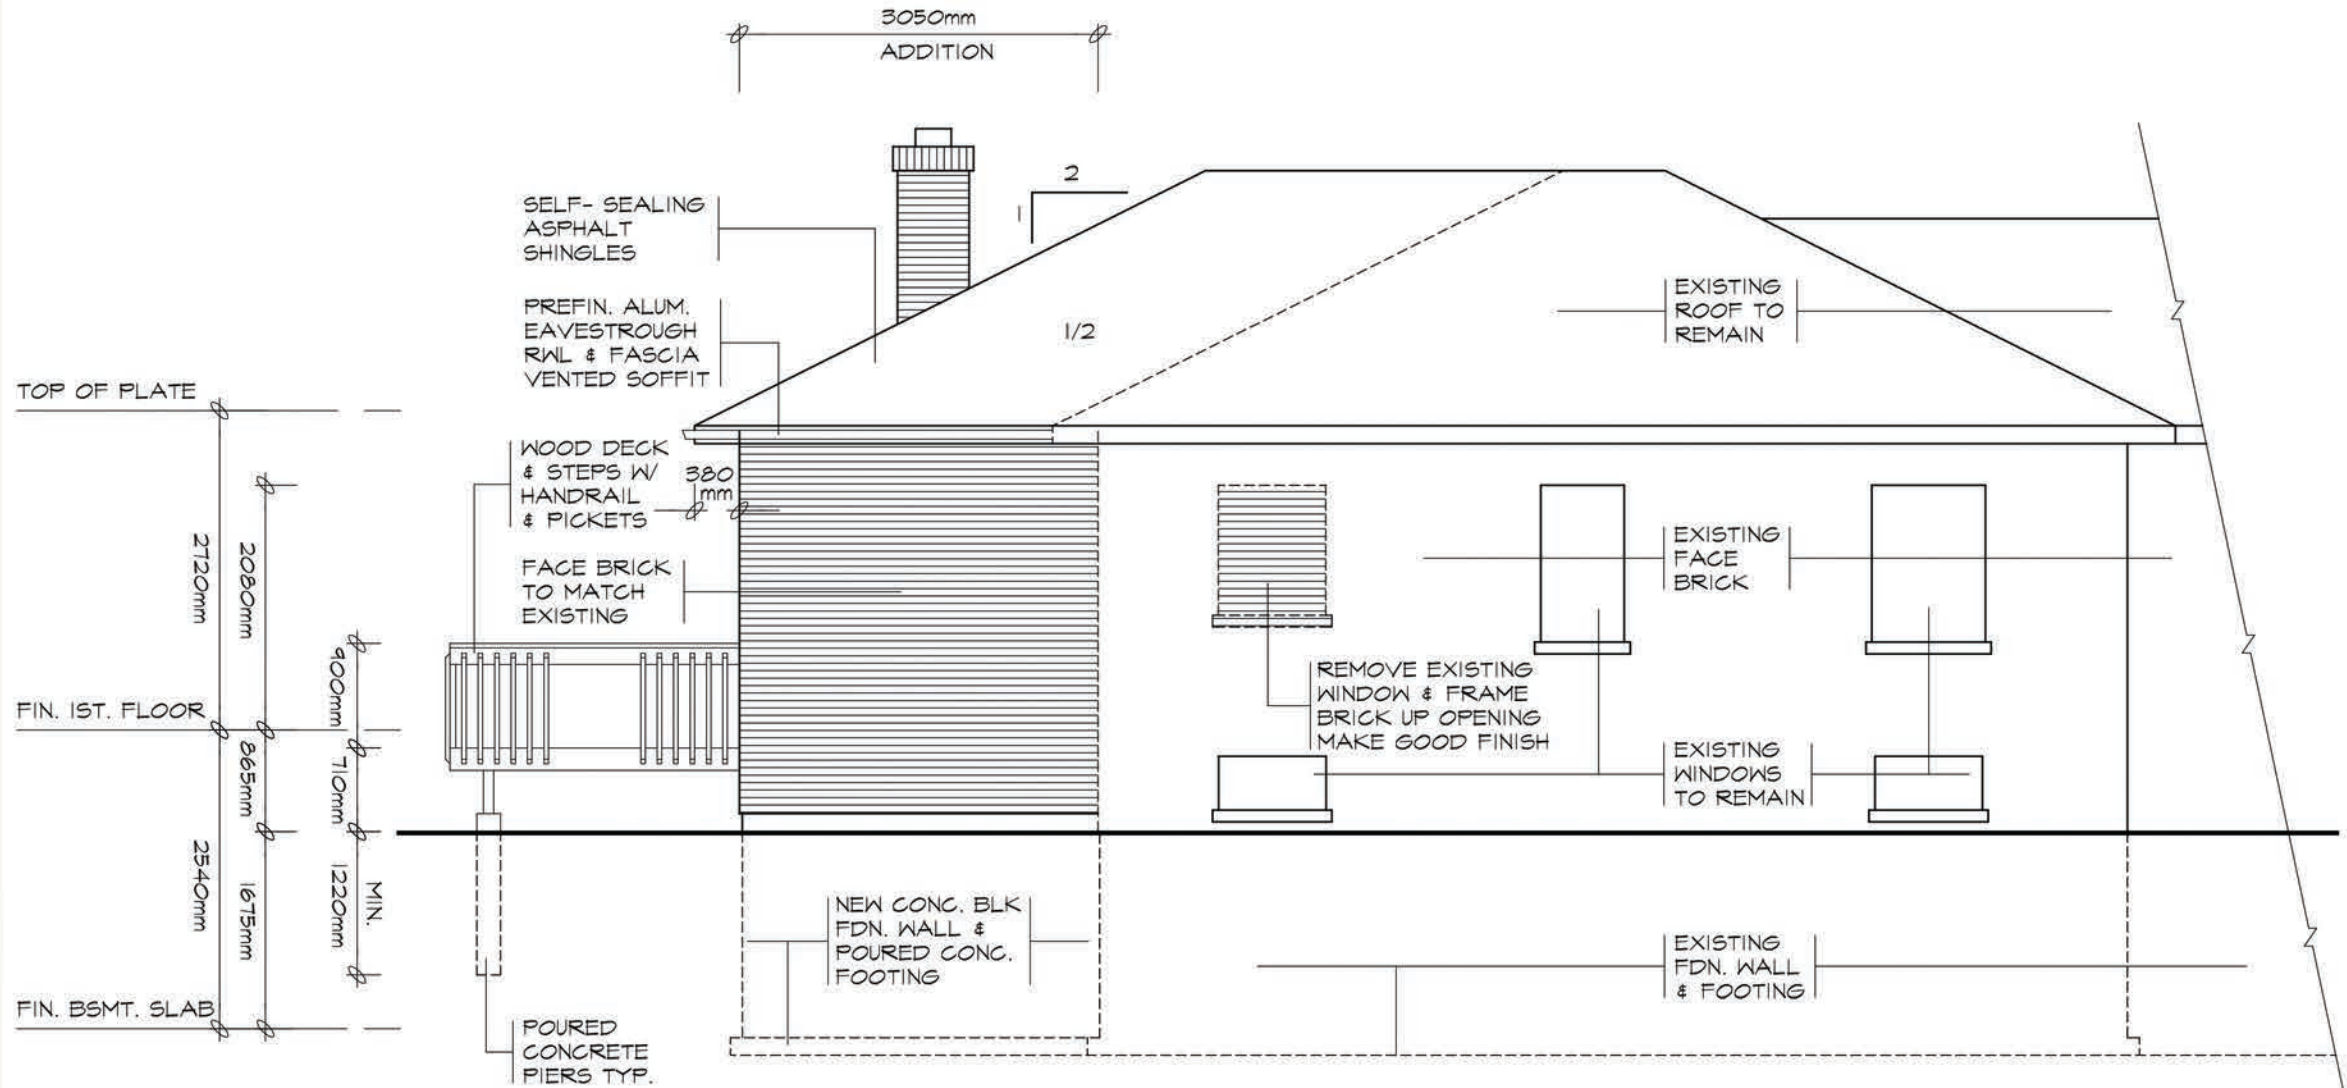 3050mm
ADDITION
2
1
SELF- SEALING
ASPHALT
SHINGLES
PREFIN. ALUM.
EAVESTROUGH
RWL & FASCIA
VENTED SOFFIT
1/2
EXISTING
ROOF TO
REMAIN
TOP OF PLATE
WOOD DECK
& STEPS W/
HANDRAIL
& PICKETS
380
mm
2720mm
2080mm
FACE BRICK
TO MATCH
EXISTING
EXISTING
FACE
BRICK
900mm
REMOVE EXISTING
WINDOW & FRAME
BRICK UP OPENING
MAKE GOOD FINISH
FIN. 1ST. FLOOR
865mm
710mm
EXISTING
WINDOWS
TO REMAIN
2540mm
1675mm
1220mm
MIN.
NEW CONC. BLK
FDN. WALL &
POURED CONC.
FOOTING
EXISTING
FDN. WALL
& FOOTING
FIN. BSMT. SLAB
POURED
CONCRETE
PIERS TYP.